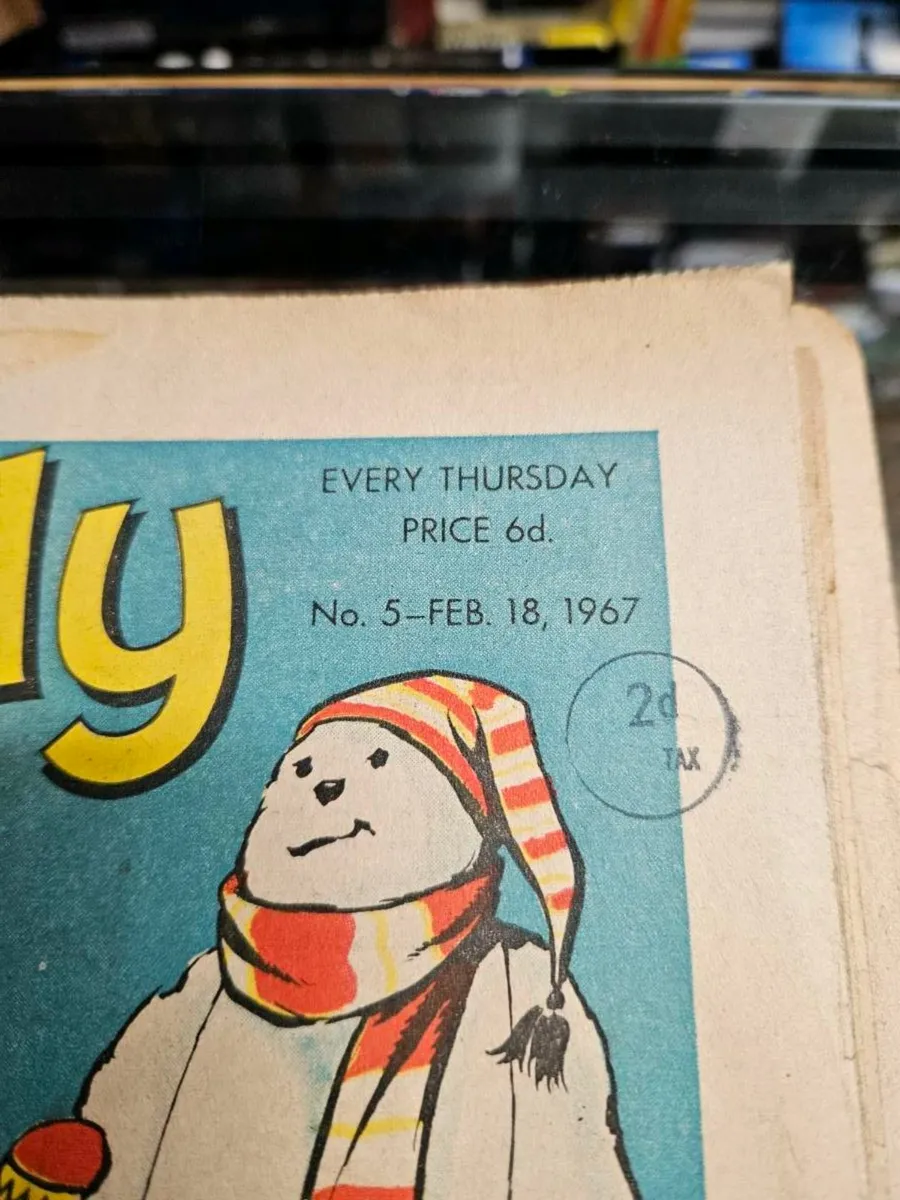 ly
EVERY THURSDAY
PRICE 6d.
No. 5–FEB. 18, 1967
2d
TAX